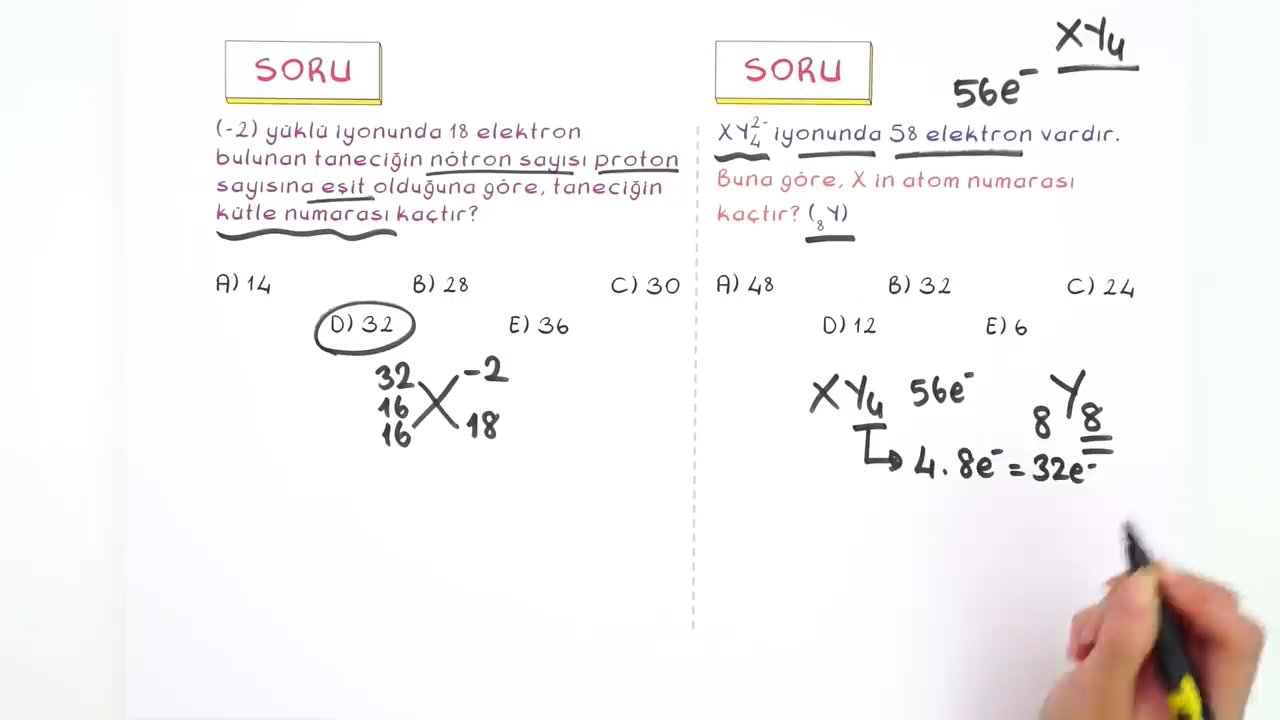 SORU
(-2) yüklü iyonunda 18 elektron
bulunan taneciğin nötron sayısı proton
sayısına eşit olduğuna göre, taneciğin
kütle numarası kaçtır?
A) 14 B) 28 C) 30
D) 32 E) 36
32 -2
16 X
16 18
SORU
XY₄
56e⁻
XY₄²⁻ iyonunda 58 elektron vardır.
Buna göre, X in atom numarası
kaçtır? (₈Y)
A) 48 B) 32 C) 24
D) 12 E) 6
XY₄ 56e⁻ ₈Y₈
4.8e⁻ = 32e⁻